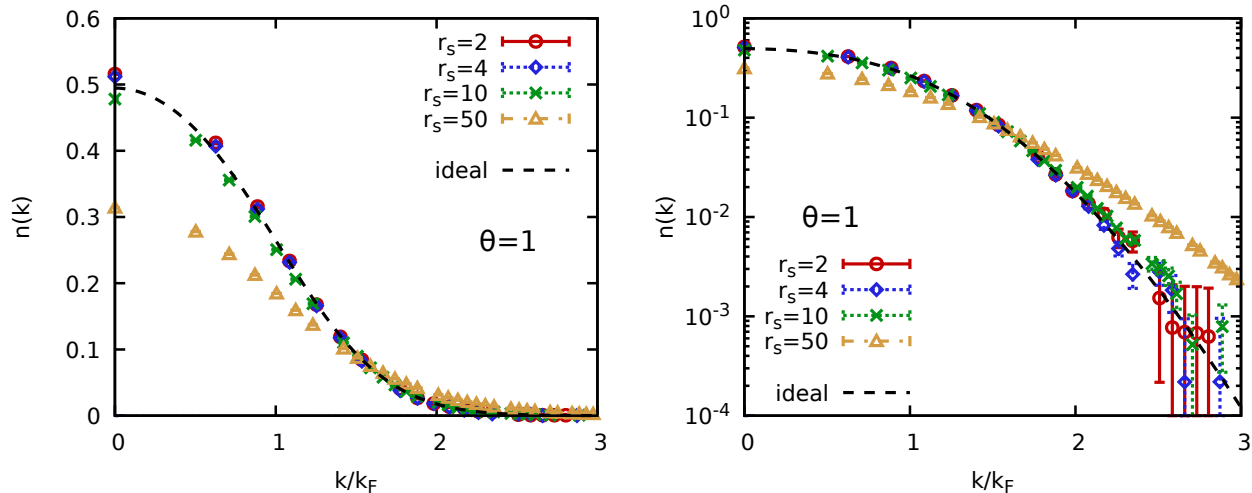 0.6
0.5
0.4
0.3
0.2
0.1
0
n(k)
r_s=2
r_s=4
r_s=10
r_s=50
ideal
θ=1
0
1
2
3
k/k_F
10^0
10^-1
10^-2
10^-3
10^-4
n(k)
θ=1
r_s=2
r_s=4
r_s=10
r_s=50
ideal
0
1
2
3
k/k_F